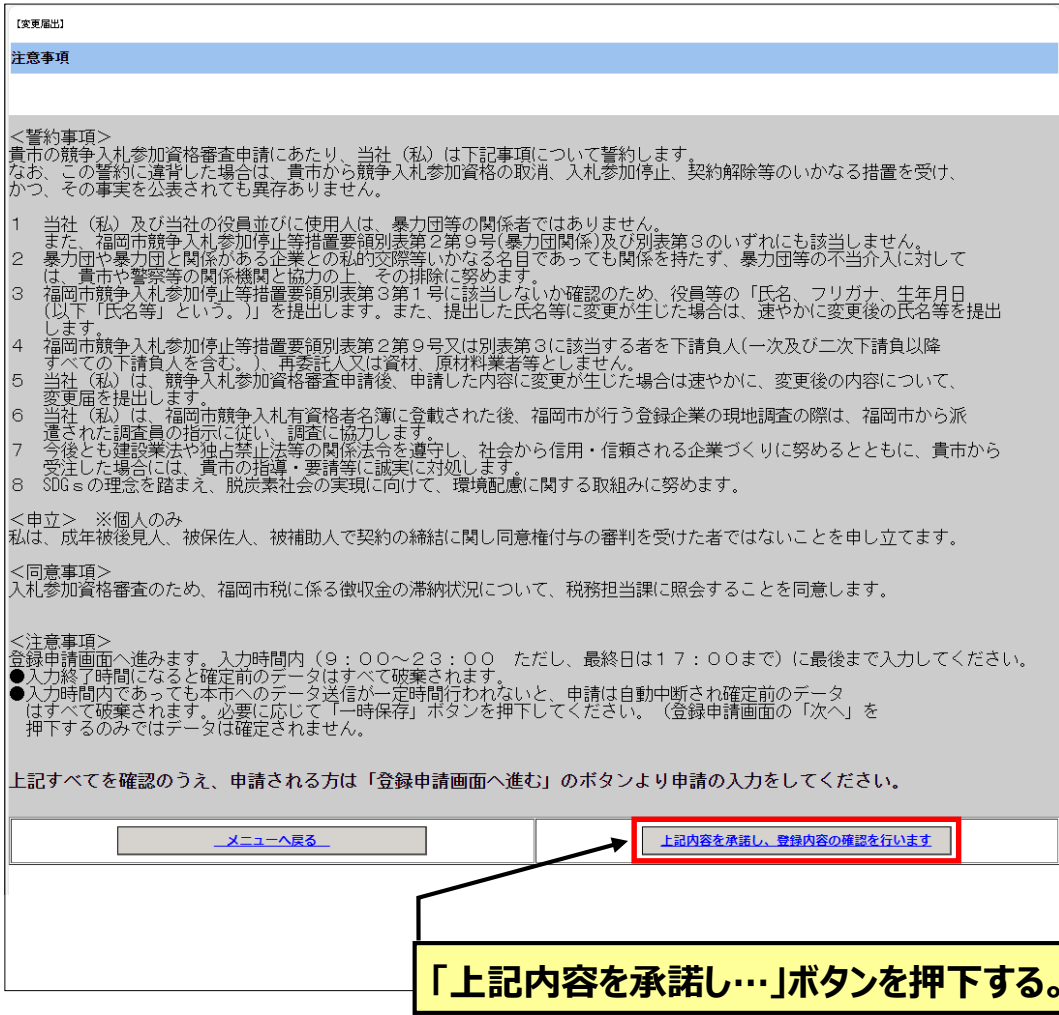 【変更届出】
注意事項
＜誓約事項＞
貴市の競争入札参加資格審査申請にあたり、当社（私）は下記事項について誓約します。
なお、この誓約に違背した場合は、貴市から競争入札参加資格の取消、入札参加停止、契約解除等のいかなる措置を受け、
かつ、その事実を公表されても異存ありません。
1　当社（私）及び当社の役員並びに使用人は、暴力団等の関係者ではありません。
また、福岡市競争入札参加停止等措置要領別表第２第９号(暴力団関係)及び別表第３のいずれにも該当しません。
2　暴力団や暴力団と関係がある企業との私的交際等いかなる名目であっても関係を持たず、暴力団等の不当介入に対して
は、貴市や警察等の関係機関と協力の上、その排除に努めます。
3　福岡市競争入札参加停止等措置要領別表第３第１号に該当しないか確認のため、役員等の「氏名、フリガナ、生年月日
(以下「氏名等」という。)」を提出します。また、提出した氏名等に変更が生じた場合は、速やかに変更後の氏名等を提出
します。
4　福岡市競争入札参加停止等措置要領別表第２第９号又は別表第３に該当する者を下請負人(一次及び二次下請負以降
すべての下請負人を含む。)、再委託人又は資材、原材料業者等としません。
5　当社（私）は、競争入札参加資格審査申請後、申請した内容に変更が生じた場合は速やかに、変更後の内容について、
変更届を提出します。
6　当社（私）は、福岡市競争入札有資格者名簿に登載された後、福岡市が行う登録企業の現地調査の際は、福岡市から派
遣された調査員の指示に従い、調査に協力します。
7　今後とも建設業法や独占禁止法等の関係法令を遵守し、社会から信用・信頼される企業づくりに努めるとともに、貴市から
受注した場合には、貴市の指導・要請等に誠実に対処します。
8　SDGｓの理念を踏まえ、脱炭素社会の実現に向けて、環境配慮に関する取組みに努めます。
＜申立＞　※個人のみ
私は、成年被後見人、被保佐人、被補助人で契約の締結に関し同意権付与の審判を受けた者ではないことを申し立てます。
＜同意事項＞
入札参加資格審査のため、福岡市税に係る徴収金の滞納状況について、税務担当課に照会することを同意します。
＜注意事項＞
登録申請画面へ進みます。入力時間内（９：００～２３：００　ただし、最終日は１７：００まで）に最後まで入力してください。
●入力終了時間になると確定前のデータはすべて破棄されます。
●入力時間内であっても本市へのデータ送信が一定時間行われないと、申請は自動中断され確定前のデータ
はすべて破棄されます。必要に応じて「一時保存」ボタンを押下してください。（登録申請画面の「次へ」を
押下するのみではデータは確定されません。
上記すべてを確認のうえ、申請される方は「登録申請画面へ進む」のボタンより申請の入力をしてください。
メニューへ戻る
上記内容を承諾し、登録内容の確認を行います
「上記内容を承諾し…」ボタンを押下する。